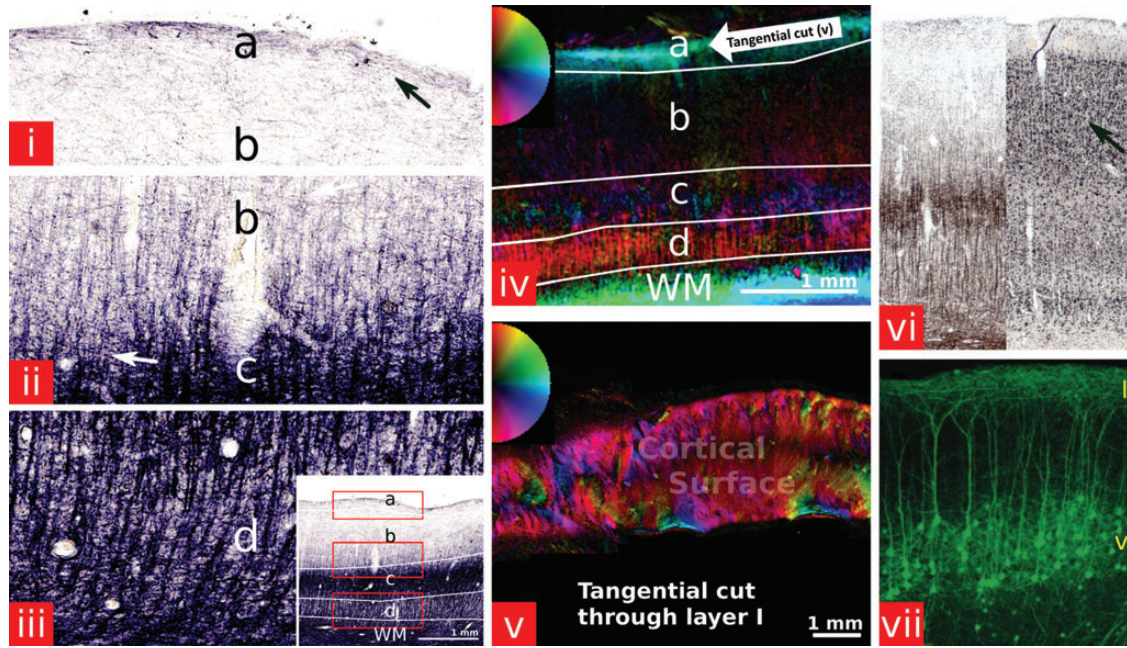 a
b
i
b
c
ii
d
iii
a
b
c
d
WM
1 mm
a
Tangential cut (v)
b
c
d
WM
1 mm
iv
Cortical
Surface
Tangential cut
through layer I
1 mm
v
vi
I
V
vii